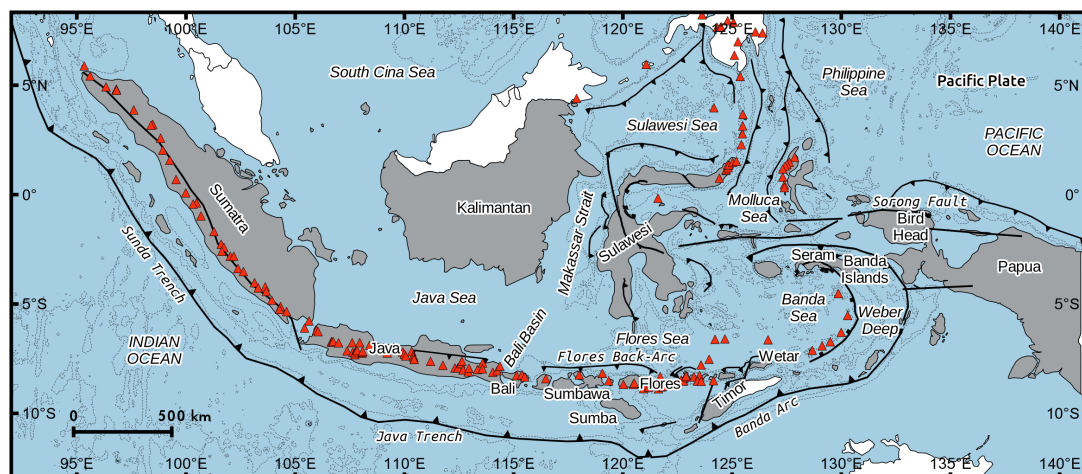 95°E 100°E 105°E 110°E 115°E 120°E 125°E 130°E 135°E 140°E
South Cina Sea
Philippine
Sea
Pacific Plate
5°N
5°N
Sulawesi Sea
PACIFIC
OCEAN
0°
0°
Sumatra
Kalimantan
Makassar Strait
Molluca
Sea
Sorong Fault
Bird
Head
Sulawesi
Sunda Trench
Seram
Banda
Islands
Papua
Java Sea
Banda
Sea
Weber
Deep
5°S
5°S
INDIAN
OCEAN
Java
Bali Basin
Flores Sea
Flores Back-Arc
Wetar
Bali
Sumbawa
Flores
Timor
Sumba
Banda Arc
10°S
10°S
0 500 km
Java Trench
95°E 100°E 105°E 110°E 115°E 120°E 125°E 130°E 135°E 140°E